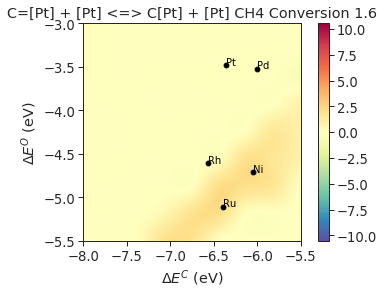 C=[Pt] + [Pt] <=> C[Pt] + [Pt] CH4 Conversion 1.6
−3.0
−3.5
−4.0
−4.5
−5.0
−5.5
ΔE^O (eV)
Pt
Pd
Rh
Ni
Ru
−8.0 −7.5 −7.0 −6.5 −6.0 −5.5
ΔE^C (eV)
10.0
7.5
5.0
2.5
0.0
−2.5
−5.0
−7.5
−10.0